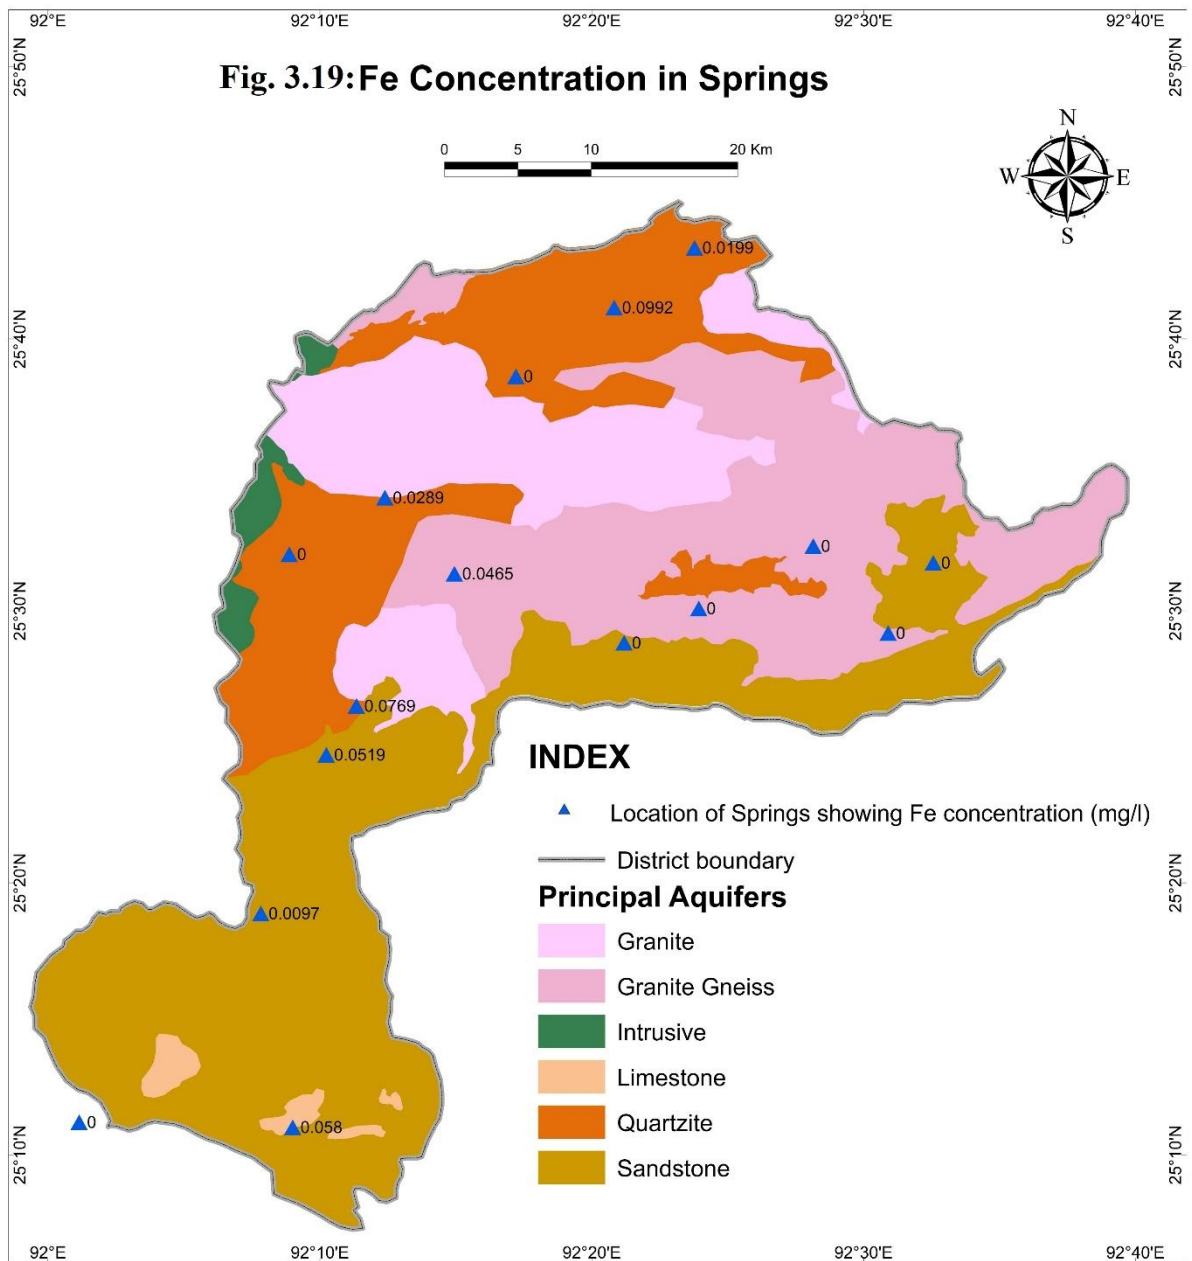 92°E 92°10'E 92°20'E 92°30'E 92°40'E
25°50'N 25°50'N
Fig. 3.19: Fe Concentration in Springs
N
W E
S
0 5 10 20 Km
0.0199
0.0992
25°40'N 25°40'N
0
0.0289
0
0
0
0.0465
25°30'N 25°30'N
0
0
0
0.0769
0.0519
INDEX
Location of Springs showing Fe concentration (mg/l)
District boundary
25°20'N 25°20'N
Principal Aquifers
0.0097
Granite
Granite Gneiss
Intrusive
Limestone
Quartzite
Sandstone
0
0.058
25°10'N 25°10'N
92°E 92°10'E 92°20'E 92°30'E 92°40'E